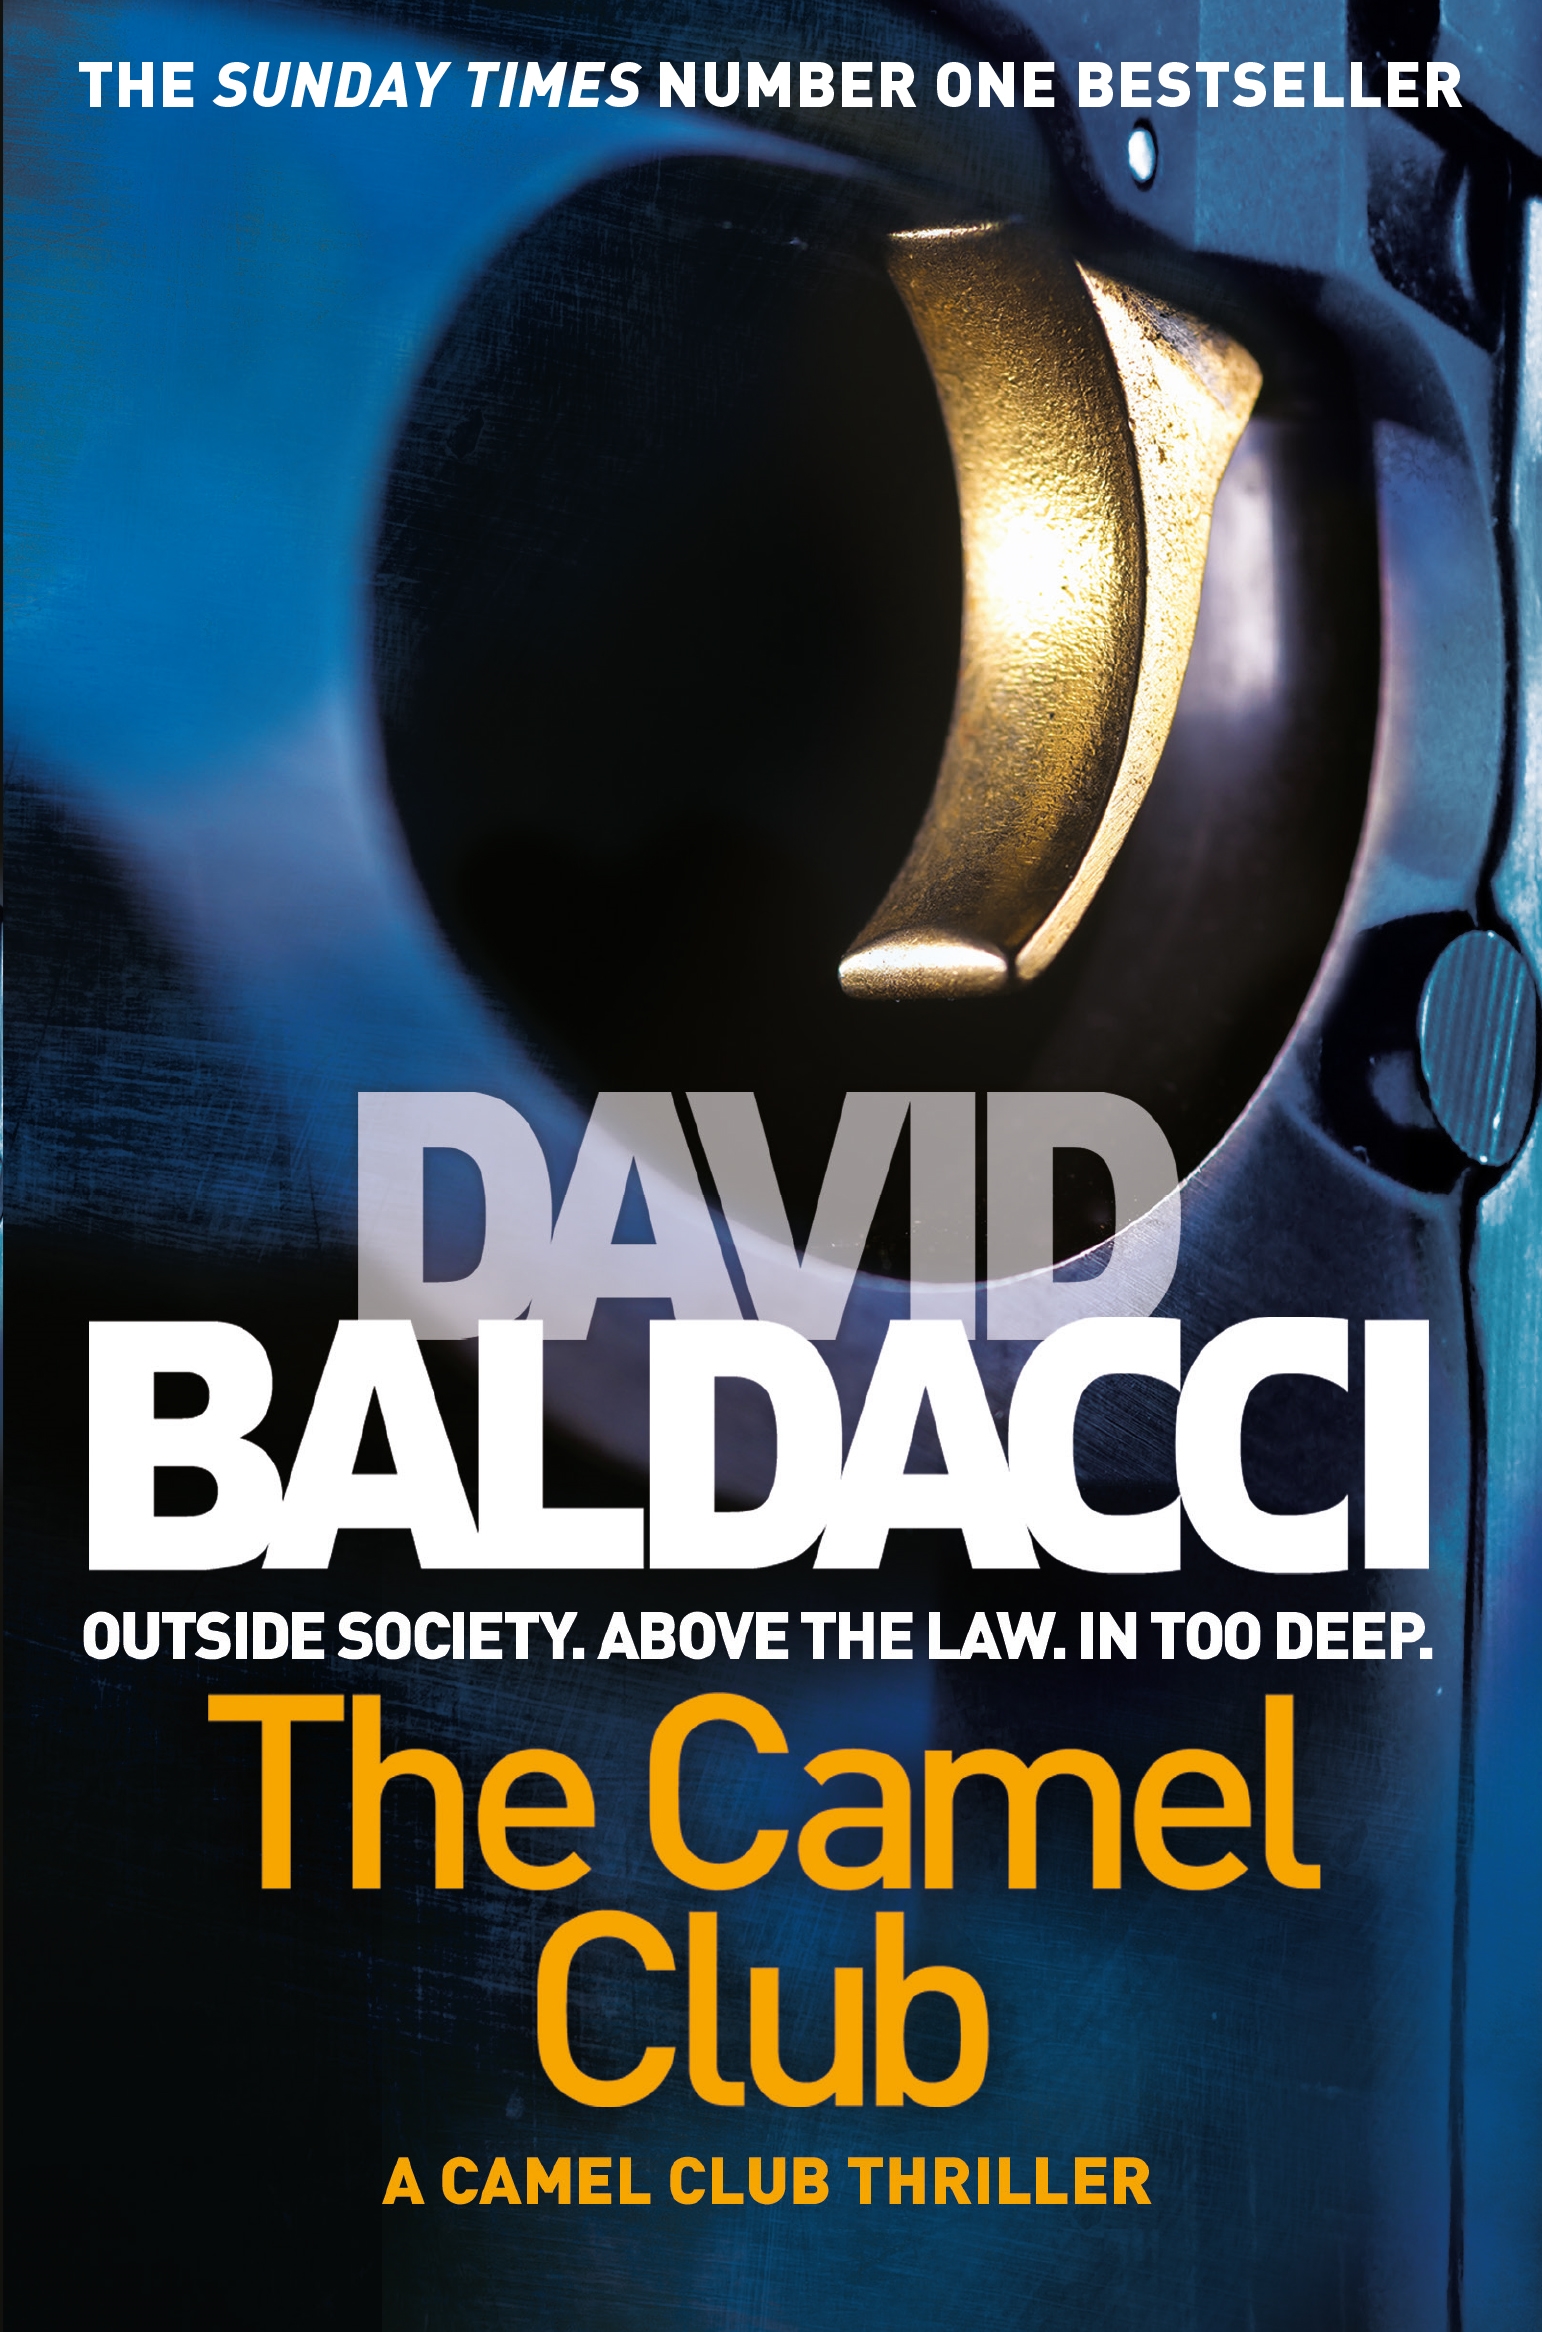 THE SUNDAY TIMES NUMBER ONE BESTSELLER
DAVID
BALDACCI
OUTSIDE SOCIETY. ABOVE THE LAW. IN TOO DEEP.
The Camel
Club
A CAMEL CLUB THRILLER